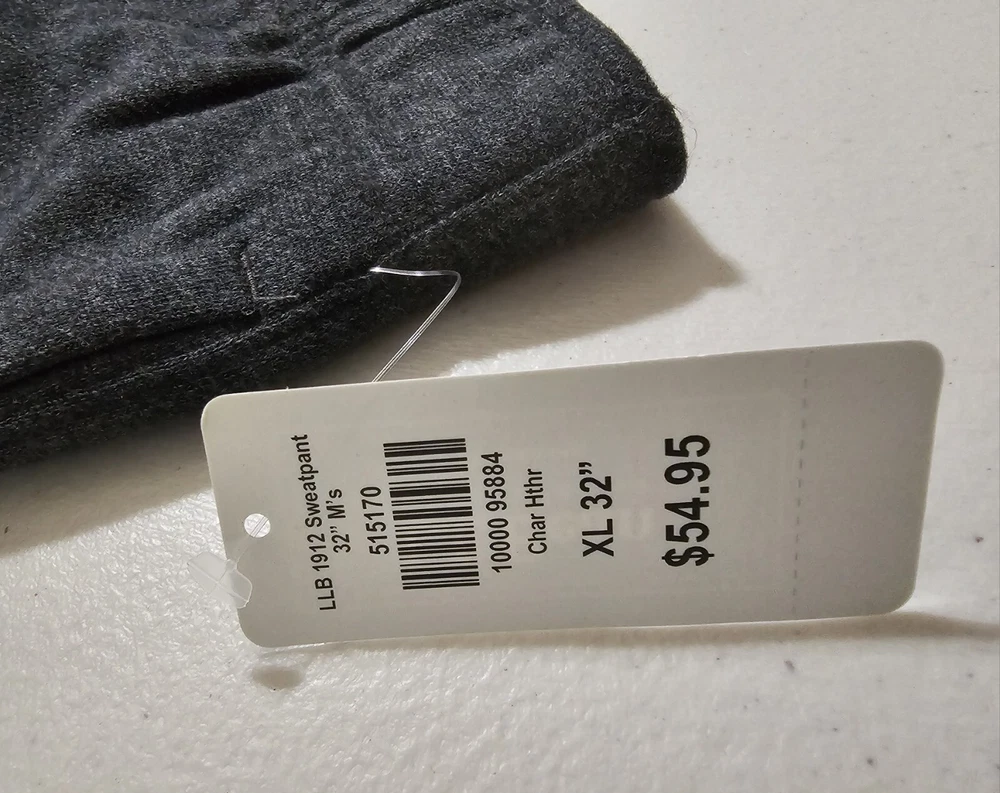 LLB 1912 Sweatpant
32” M’s
515170
10000 95884
Char Hthr
XL 32”
$54.95